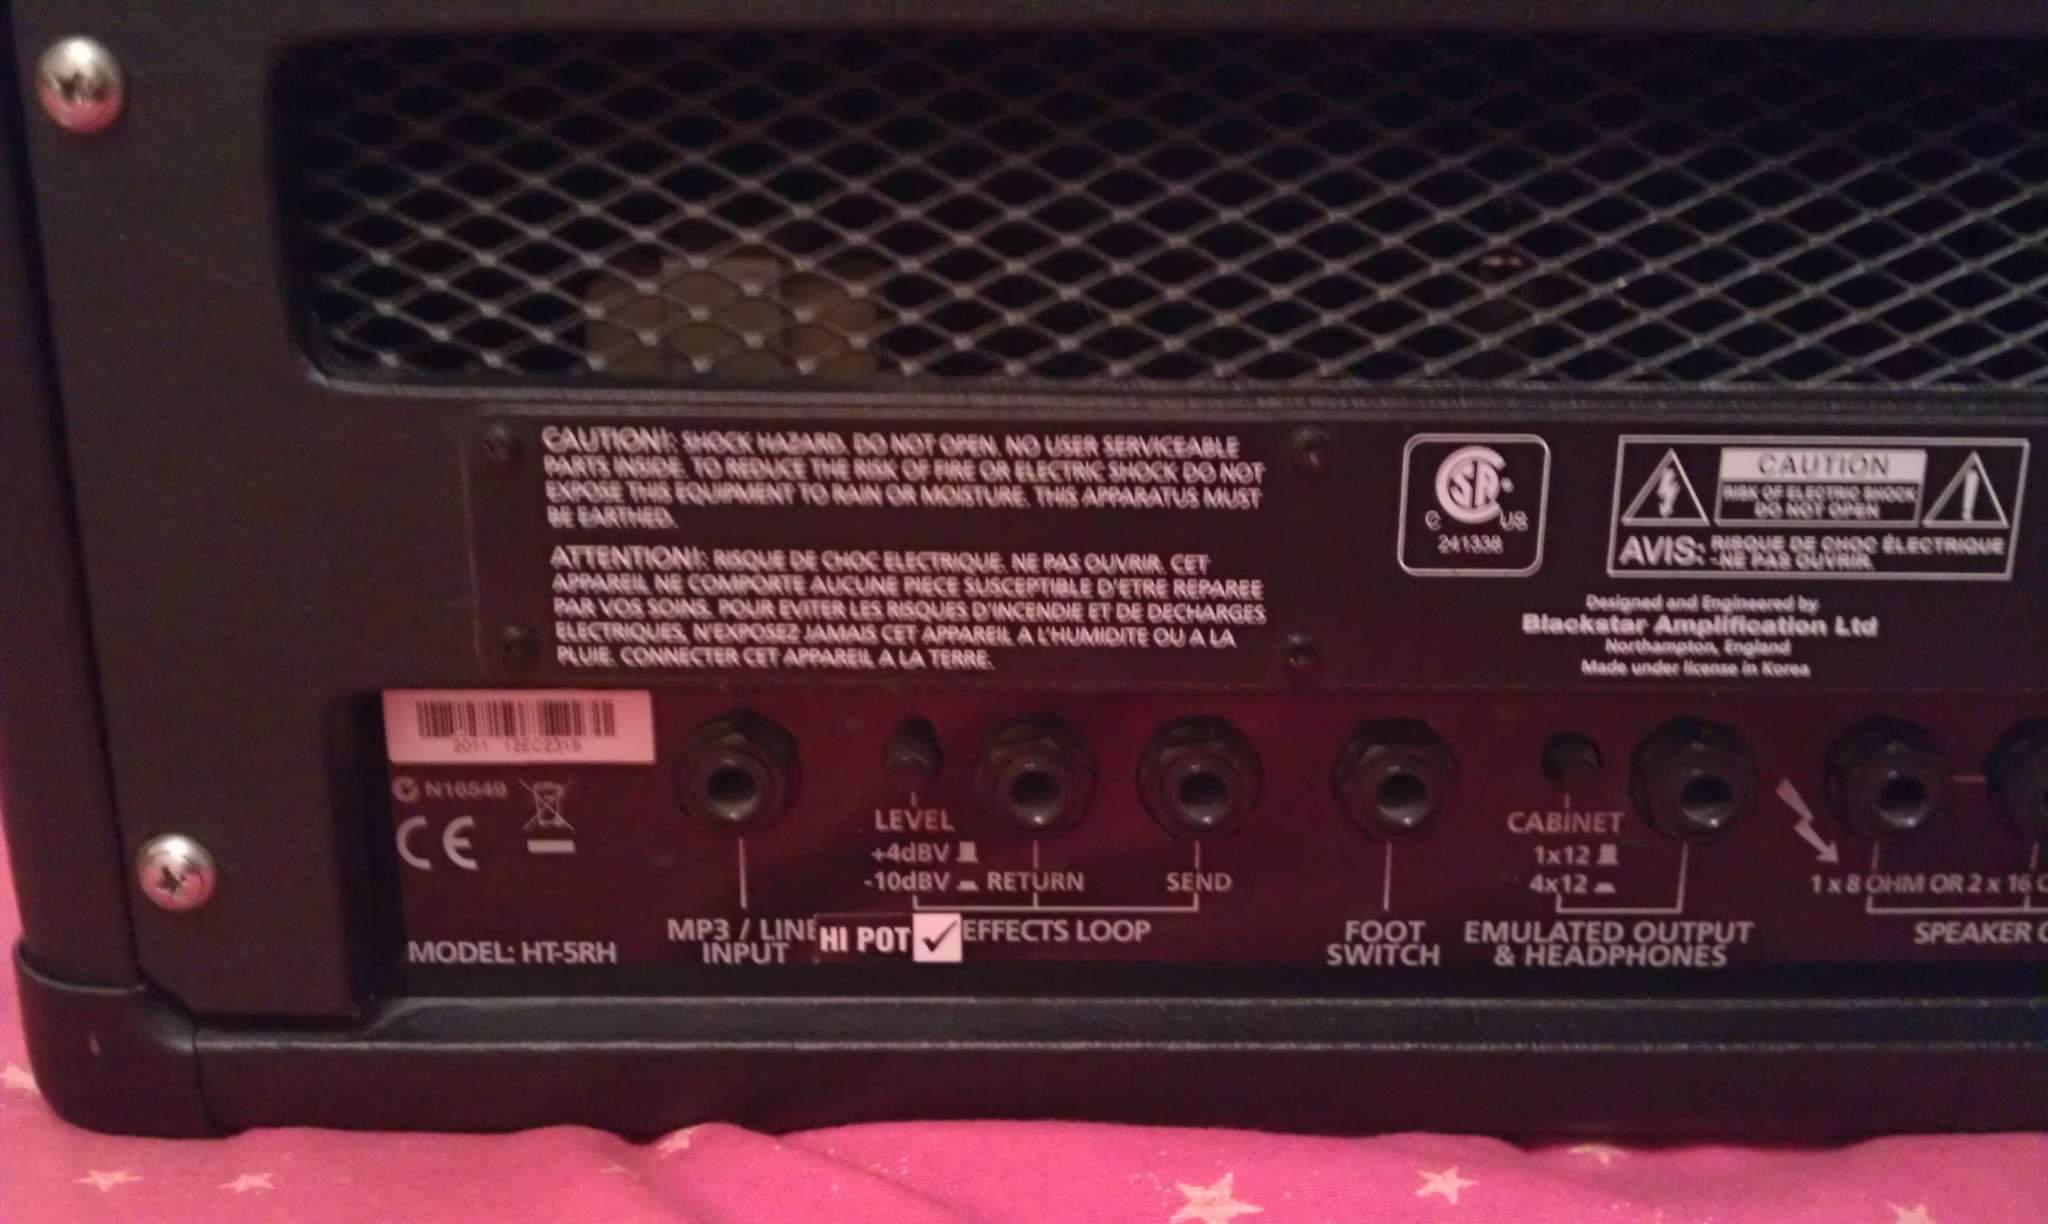 CAUTION!: SHOCK HAZARD. DO NOT OPEN. NO USER SERVICEABLE
PARTS INSIDE. TO REDUCE THE RISK OF FIRE OR ELECTRIC SHOCK DO NOT
EXPOSE THIS EQUIPMENT TO RAIN OR MOISTURE. THIS APPARATUS MUST
BE EARTHED.
ATTENTION!: RISQUE DE CHOC ELECTRIQUE. NE PAS OUVRIR. CET
APPAREIL NE COMPORTE AUCUNE PIECE SUSCEPTIBLE D'ETRE REPAREE
PAR VOS SOINS. POUR EVITER LES RISQUES D'INCENDIE ET DE DECHARGES
ELECTRIQUES, N'EXPOSEZ JAMAIS CET APPAREIL A L'HUMIDITE OU A LA
PLUIE. CONNECTER CET APPAREIL A LA TERRE.
CSA
C US
241338
CAUTION
RISK OF ELECTRIC SHOCK
DO NOT OPEN
AVIS: RISQUE DE CHOC ÉLECTRIQUE
-NE PAS OUVRIR.
Designed and Engineered by
Blackstar Amplification Ltd
Northampton, England
Made under license in Korea
2011 12EC2315
N16549
CE
MODEL: HT-5RH
MP3 / LINE
INPUT
HI POT
LEVEL
+4dBV
-10dBV
RETURN
SEND
EFFECTS LOOP
FOOT
SWITCH
CABINET
1x12
4x12
EMULATED OUTPUT
& HEADPHONES
1 x 8 OHM OR 2 x 16
SPEAKER